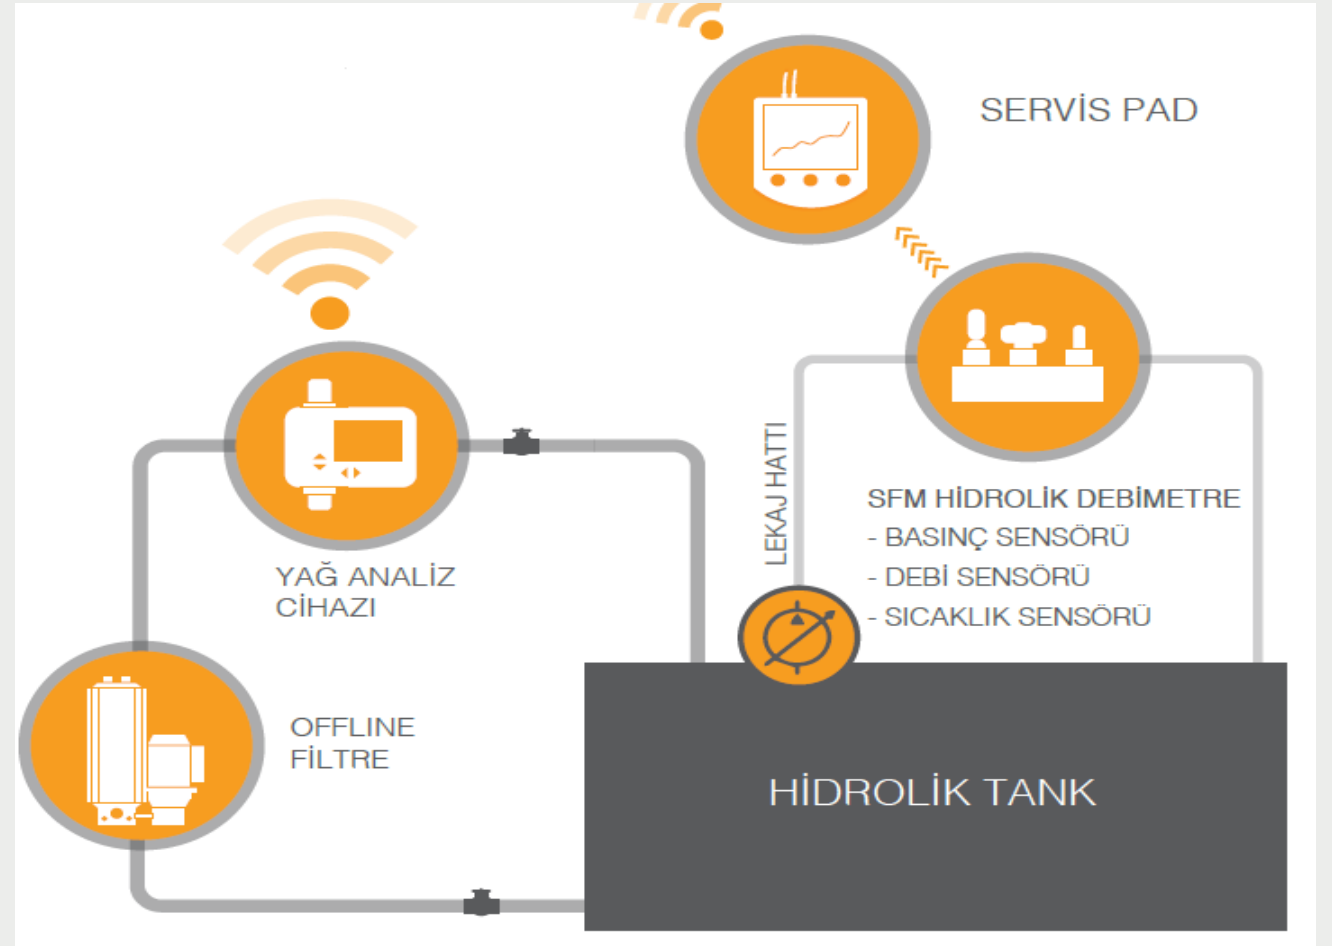 SERVİS PAD
LEKAJ HATTI
SFM HİDROLİK DEBİMETRE
- BASINÇ SENSÖRÜ
- DEBİ SENSÖRÜ
- SICAKLIK SENSÖRÜ
YAĞ ANALİZ
CİHAZI
OFFLINE
FİLTRE
HİDROLİK TANK